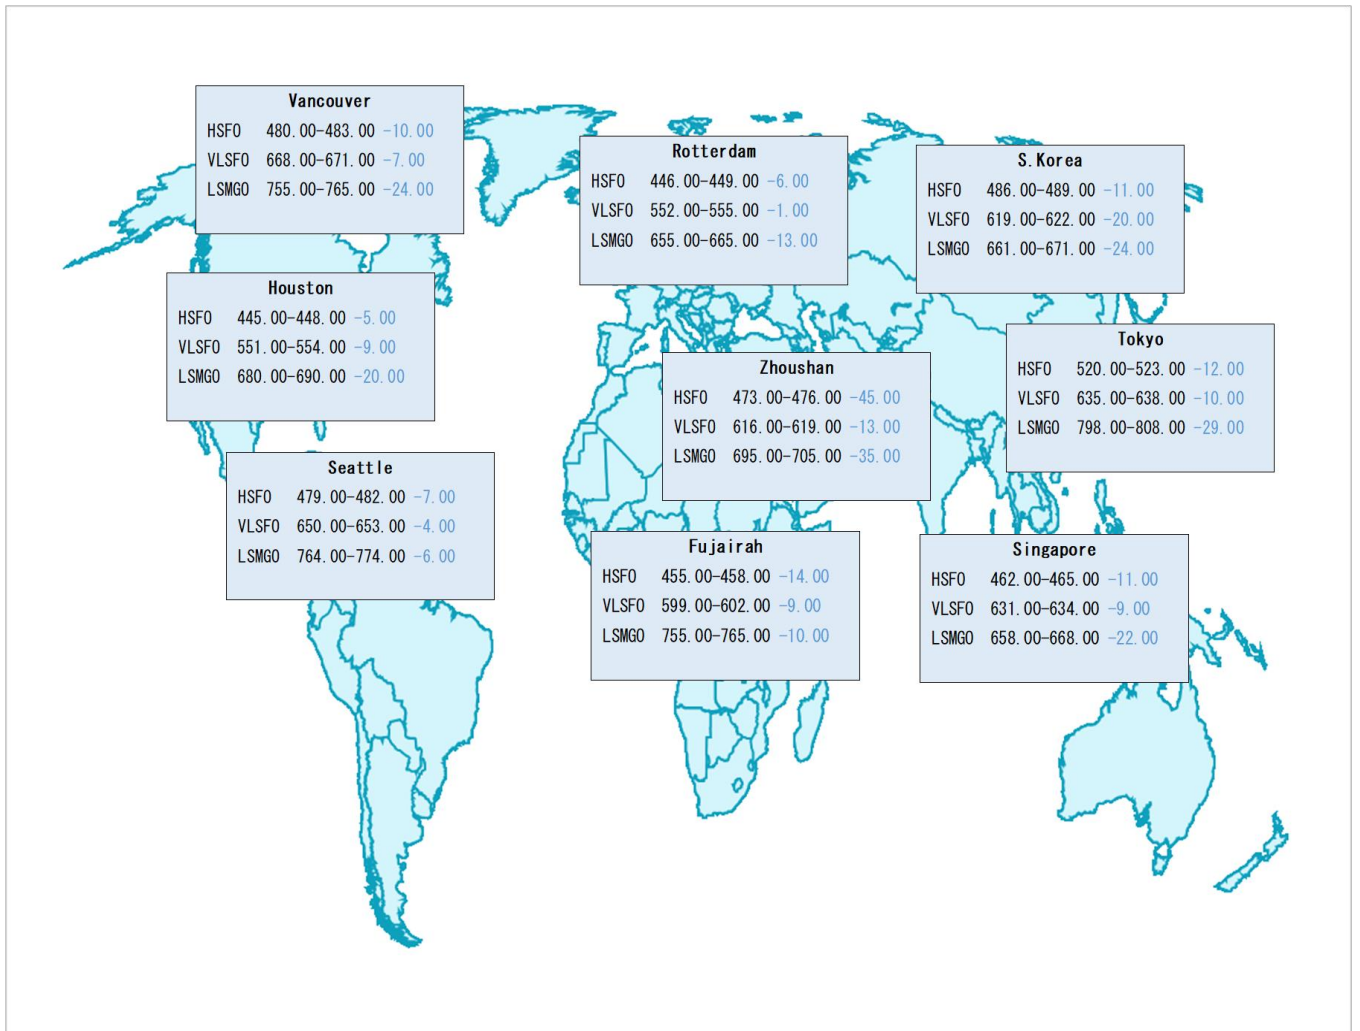 Vancouver
HSFO 480.00-483.00 -10.00
VLSFO 668.00-671.00 -7.00
LSMGO 755.00-765.00 -24.00
Rotterdam
HSFO 446.00-449.00 -6.00
VLSFO 552.00-555.00 -1.00
LSMGO 655.00-665.00 -13.00
S.Korea
HSFO 486.00-489.00 -11.00
VLSFO 619.00-622.00 -20.00
LSMGO 661.00-671.00 -24.00
Houston
HSFO 445.00-448.00 -5.00
VLSFO 551.00-554.00 -9.00
LSMGO 680.00-690.00 -20.00
Zhoushan
HSFO 473.00-476.00 -45.00
VLSFO 616.00-619.00 -13.00
LSMGO 695.00-705.00 -35.00
Tokyo
HSFO 520.00-523.00 -12.00
VLSFO 635.00-638.00 -10.00
LSMGO 798.00-808.00 -29.00
Seattle
HSFO 479.00-482.00 -7.00
VLSFO 650.00-653.00 -4.00
LSMGO 764.00-774.00 -6.00
Fujairah
HSFO 455.00-458.00 -14.00
VLSFO 599.00-602.00 -9.00
LSMGO 755.00-765.00 -10.00
Singapore
HSFO 462.00-465.00 -11.00
VLSFO 631.00-634.00 -9.00
LSMGO 658.00-668.00 -22.00